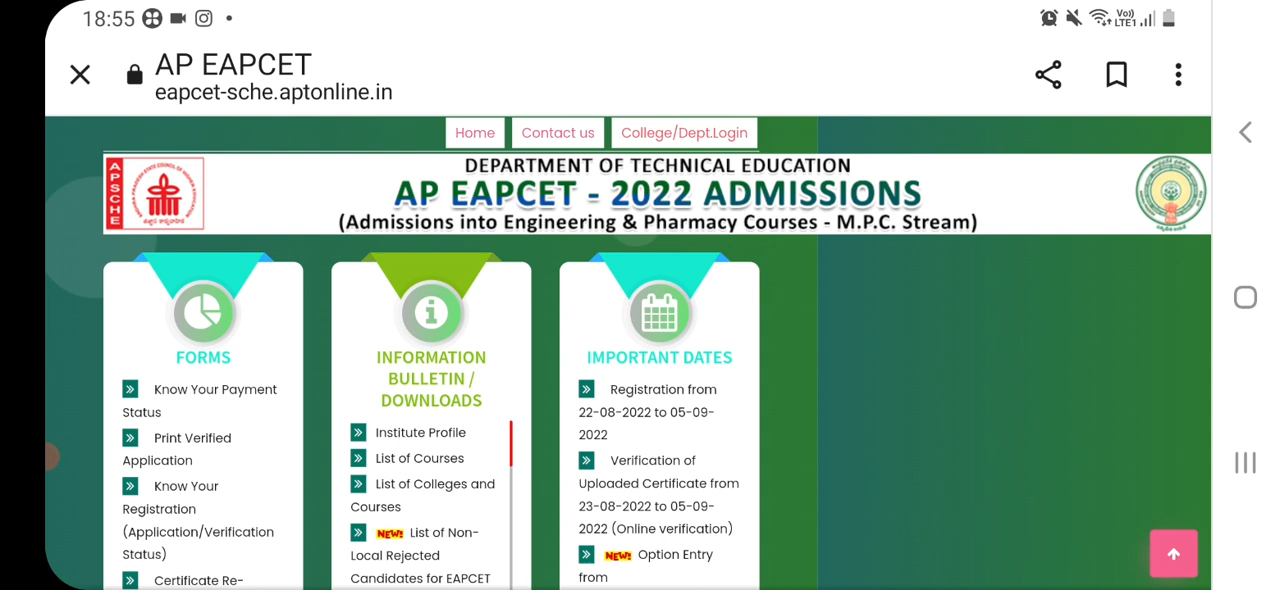 18:55
Vo)) LTE1
AP EAPCET
eapcet-sche.aptonline.in
Home Contact us College/Dept.Login
APSCHE
DEPARTMENT OF TECHNICAL EDUCATION
AP EAPCET - 2022 ADMISSIONS
(Admissions into Engineering & Pharmacy Courses - M.P.C. Stream)
FORMS
Know Your Payment
Status
Print Verified
Application
Know Your
Registration
(Application/Verification
Status)
Certificate Re-
INFORMATION
BULLETIN /
DOWNLOADS
Institute Profile
List of Courses
List of Colleges and
Courses
NEW! List of Non-
Local Rejected
Candidates for EAPCET
IMPORTANT DATES
Registration from
22-08-2022 to 05-09-
2022
Verification of
Uploaded Certificate from
23-08-2022 to 05-09-
2022 (Online verification)
NEW! Option Entry
from